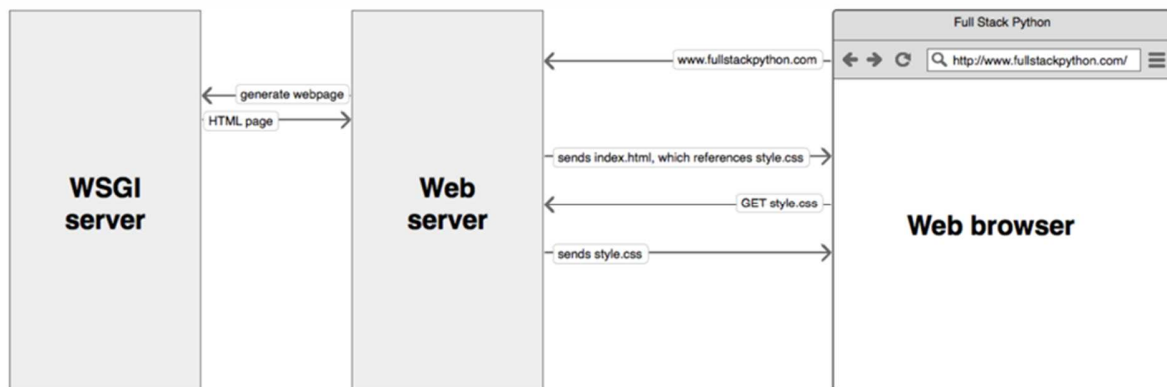 Full Stack Python
www.fullstackpython.com
http://www.fullstackpython.com/
generate webpage
HTML page
sends index.html, which references style.css
WSGI
server
Web
server
GET style.css
Web browser
sends style.css